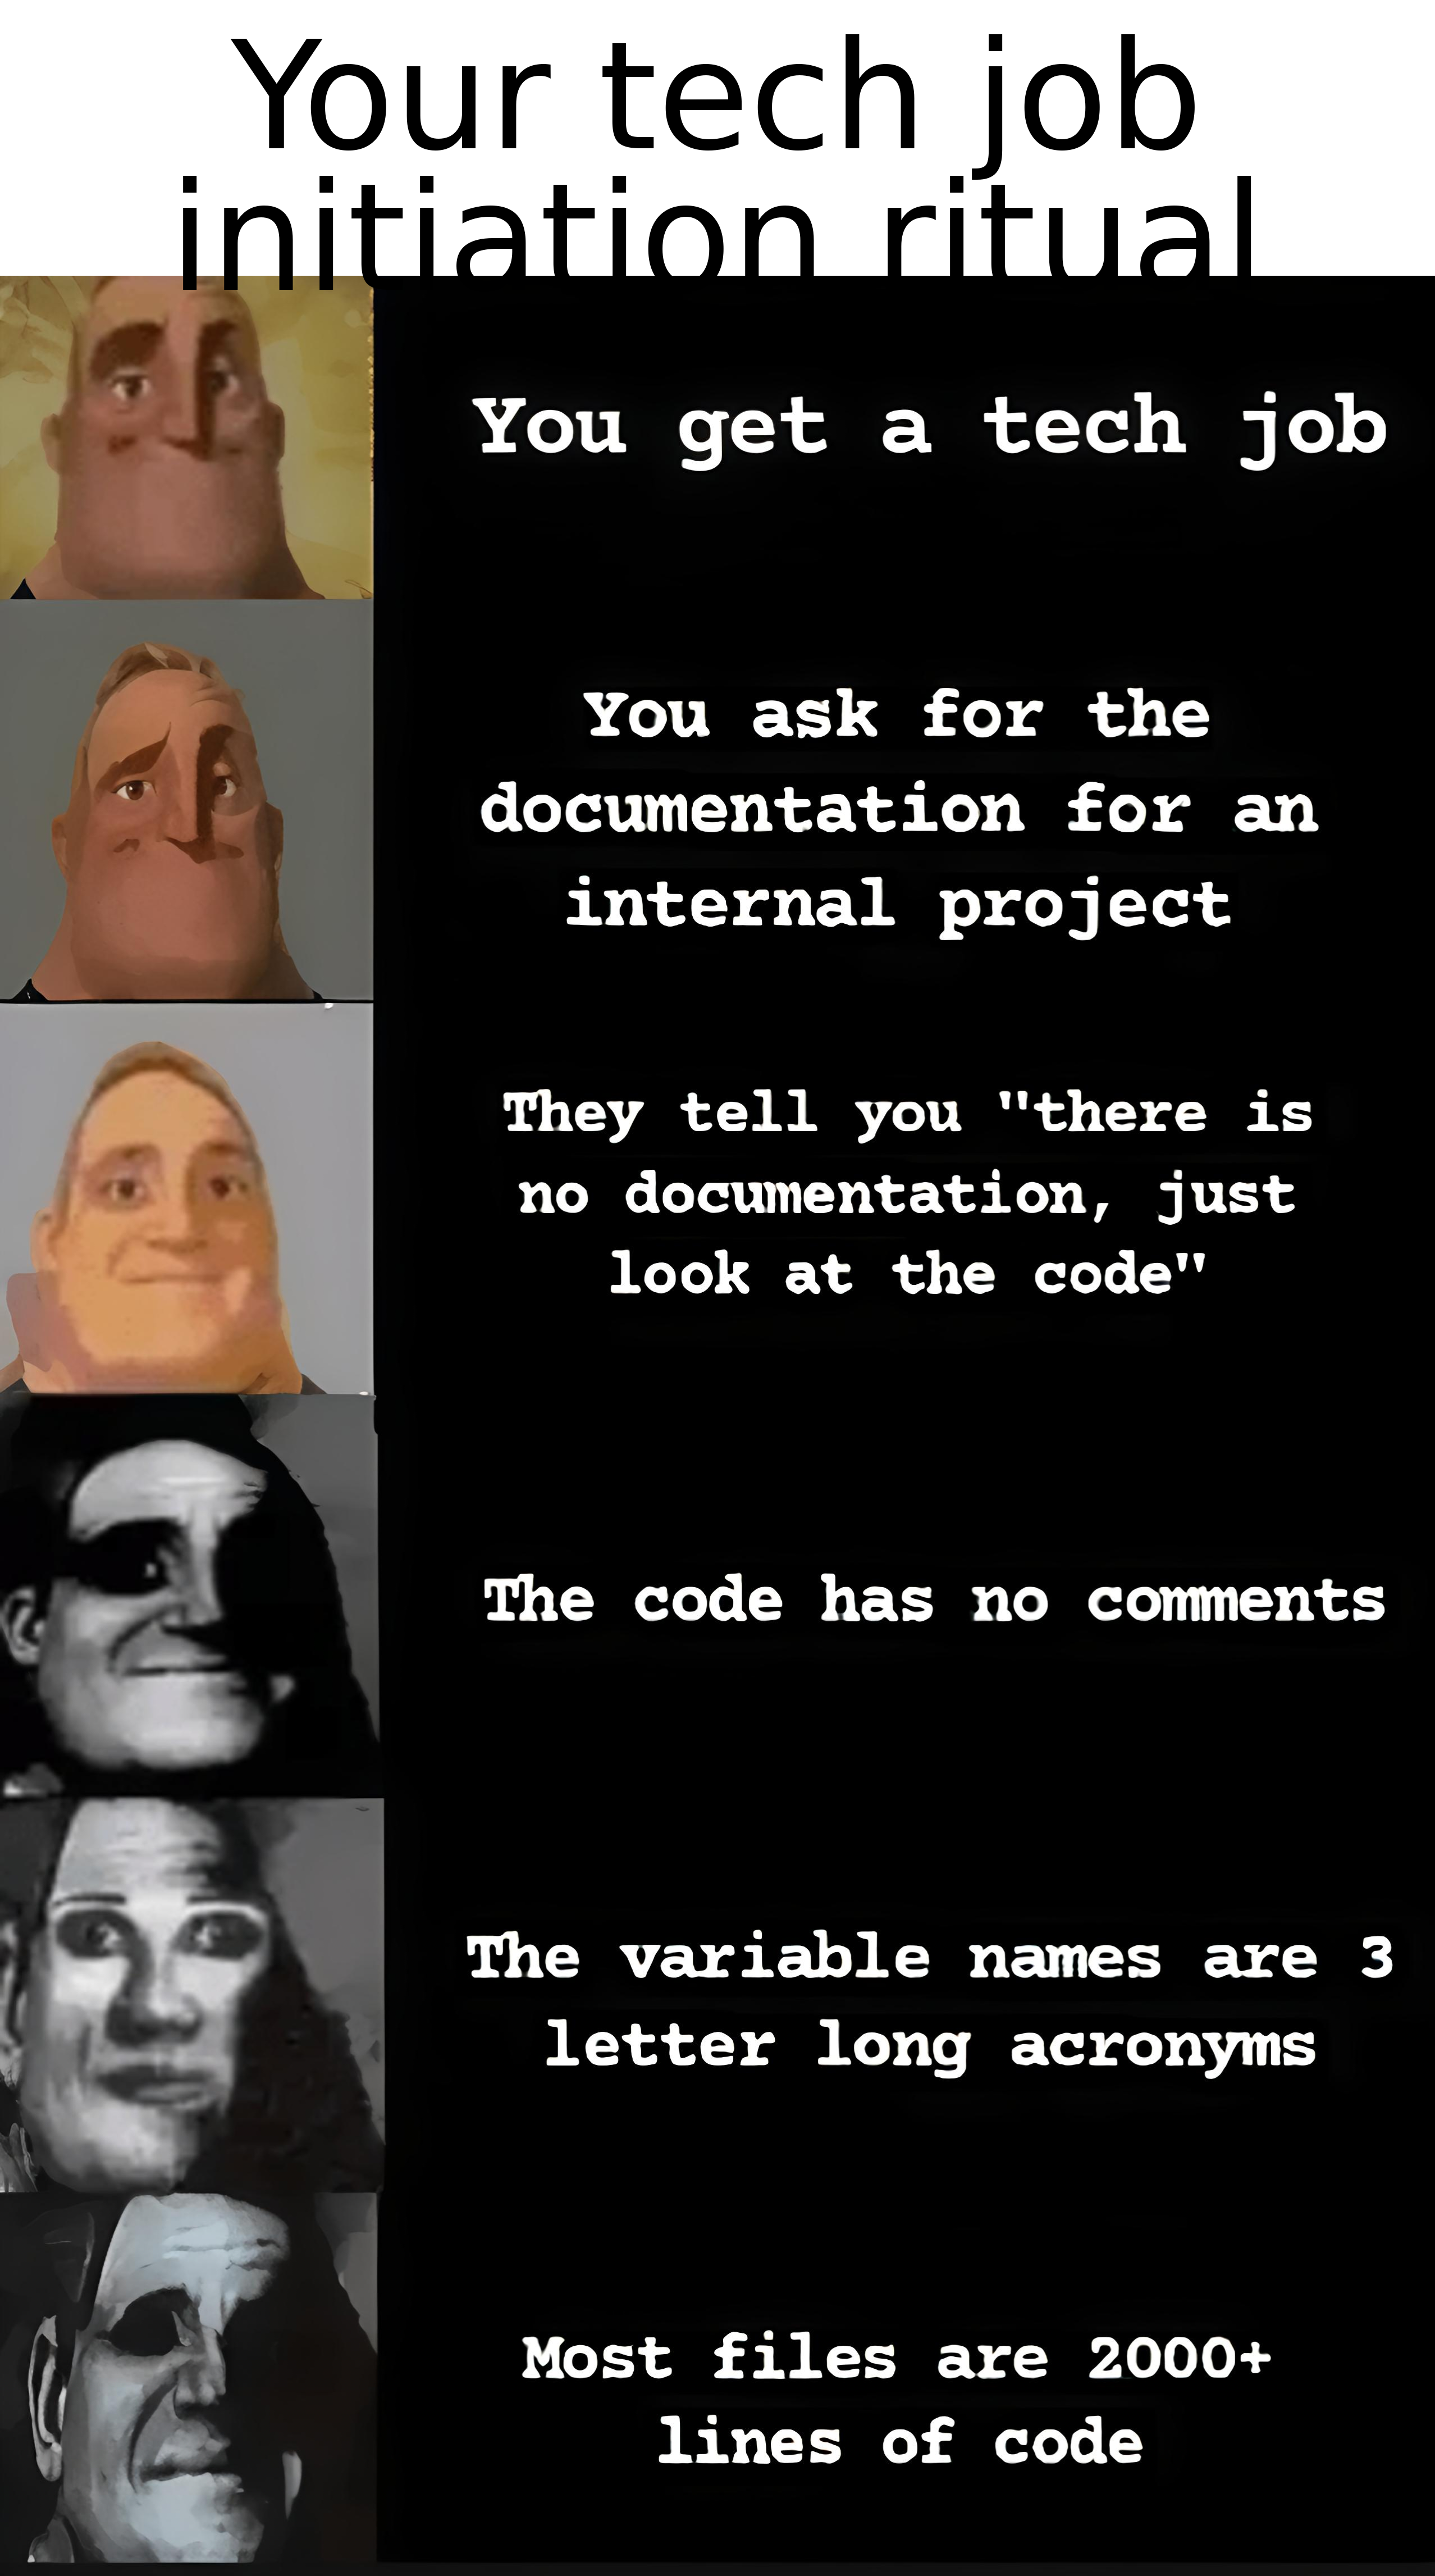 Your tech job
initiation ritual
You get a tech job
You ask for the
documentation for an
internal project
They tell you "there is
no documentation, just
look at the code"
The code has no comments
The variable names are 3
letter long acronyms
Most files are 2000+
lines of code